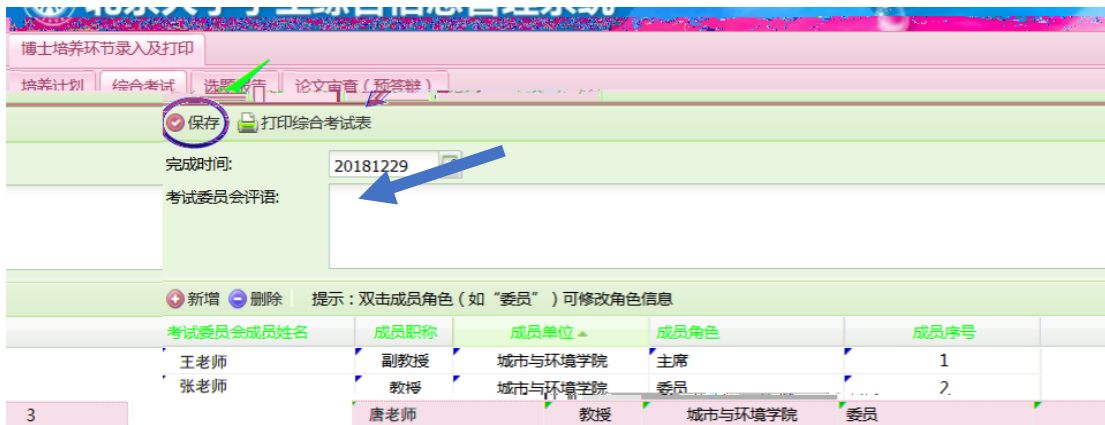 博士培养环节录入及打印
培养计划 综合考试 选题报告 论文审查（预答辩）
保存 打印综合考试表
完成时间: 20181229
考试委员会评语:
新增 删除 提示：双击成员角色（如“委员”）可修改角色信息
考试委员会成员姓名 成员职称 成员单位 成员角色 成员序号
王老师 副教授 城市与环境学院 主席 1
张老师 教授 城市与环境学院 委员 2
3 唐老师 教授 城市与环境学院 委员